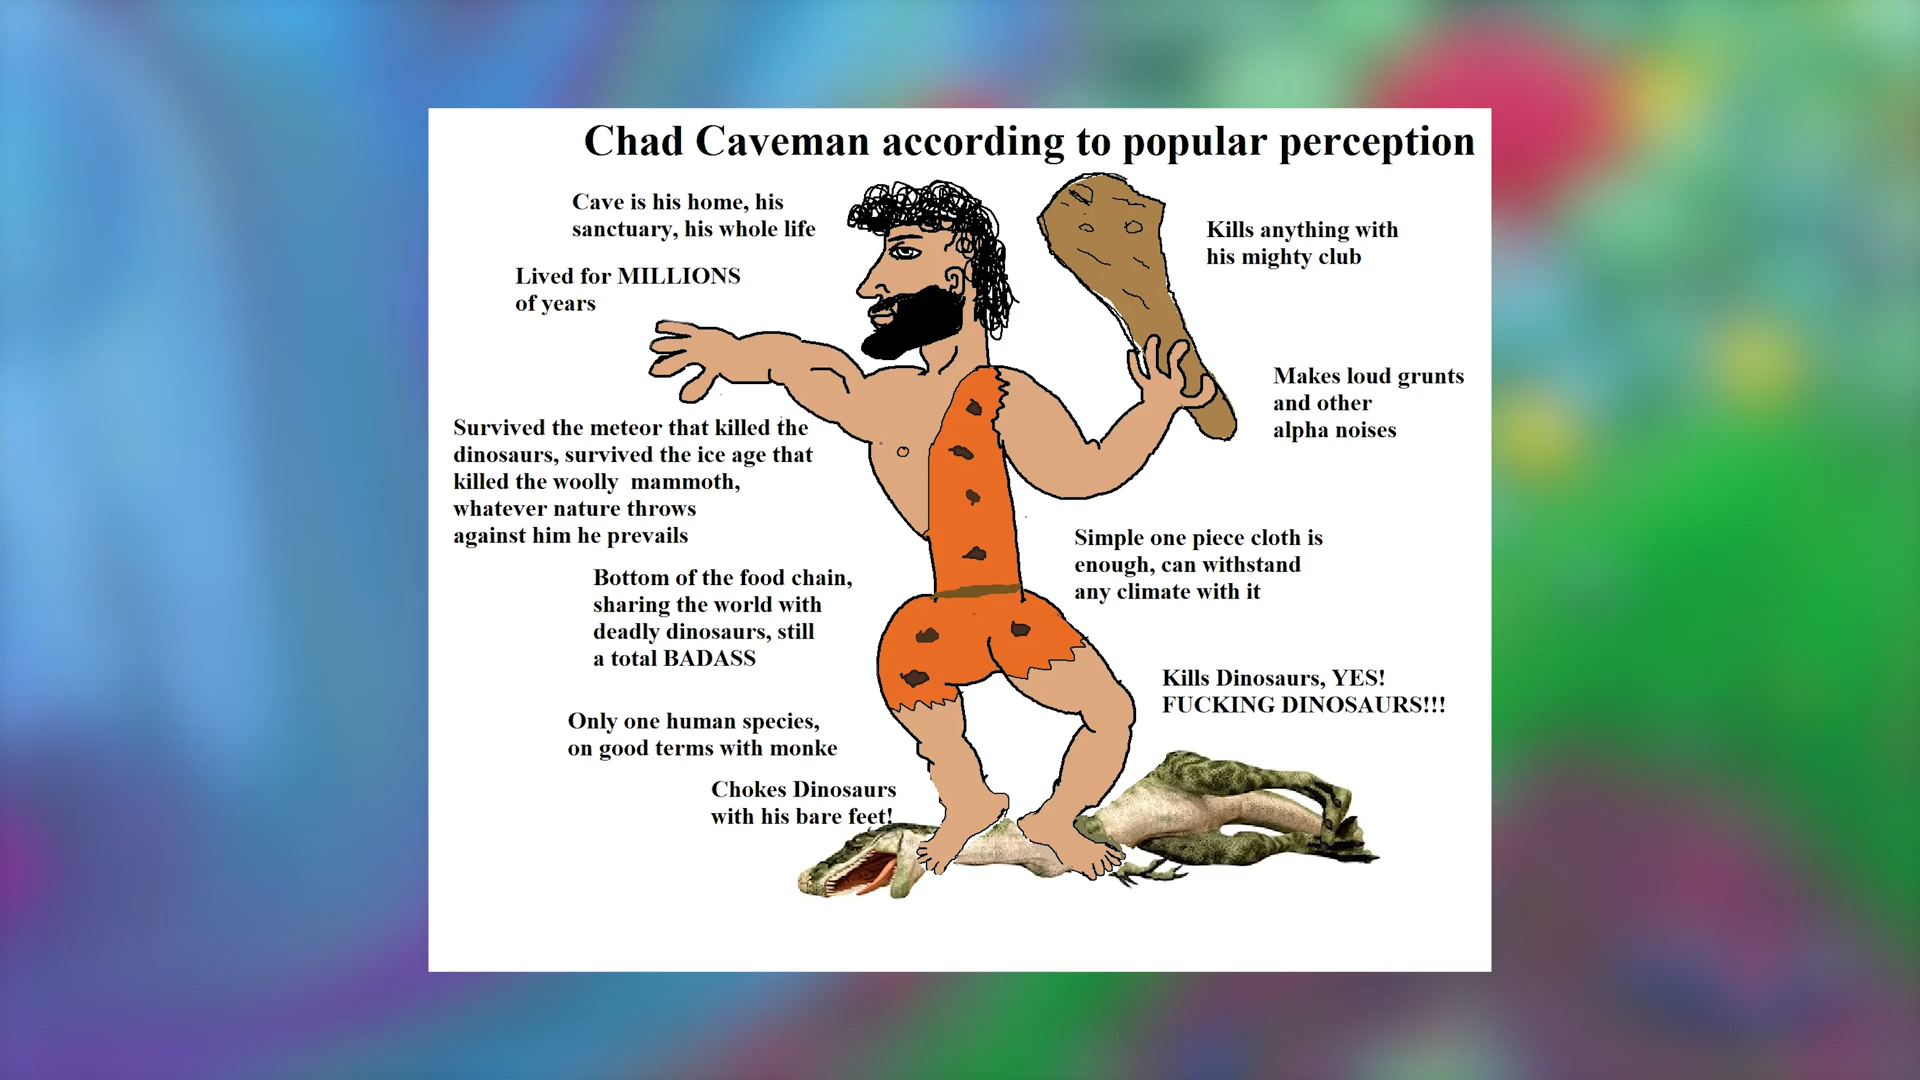 Chad Caveman according to popular perception
Cave is his home, his
sanctuary, his whole life
Lived for MILLIONS
of years
Survived the meteor that killed the
dinosaurs, survived the ice age that
killed the woolly  mammoth,
whatever nature throws
against him he prevails
Bottom of the food chain,
sharing the world with
deadly dinosaurs, still
a total BADASS
Only one human species,
on good terms with monke
Chokes Dinosaurs
with his bare feet!
Kills anything with
his mighty club
Makes loud grunts
and other
alpha noises
Simple one piece cloth is
enough, can withstand
any climate with it
Kills Dinosaurs, YES!
FUCKING DINOSAURS!!!